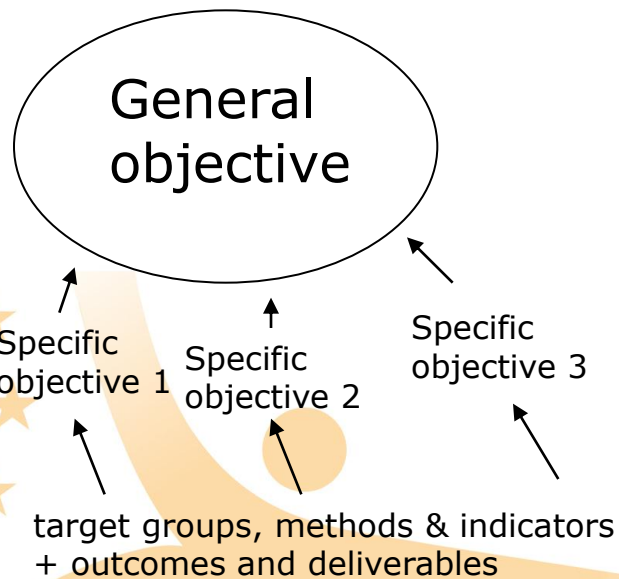 General
objective
Specific
objective 1
Specific
objective 2
Specific
objective 3
target groups, methods & indicators
+ outcomes and deliverables